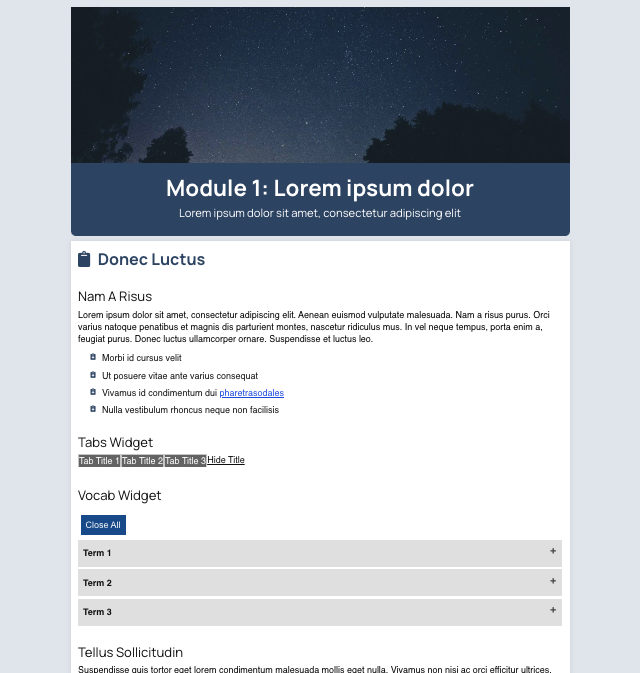 Module 1: Lorem ipsum dolor
Lorem ipsum dolor sit amet, consectetur adipiscing elit
Donec Luctus
Nam A Risus
Lorem ipsum dolor sit amet, consectetur adipiscing elit. Aenean euismod vulputate malesuada. Nam a risus purus. Orci
varius natoque penatibus et magnis dis parturient montes, nascetur ridiculus mus. In vel neque tempus, porta enim a,
feugiat purus. Donec luctus ullamcorper ornare. Suspendisse et luctus leo.
Morbi id cursus velit
Ut posuere vitae ante varius consequat
Vivamus id condimentum dui pharetrasodales
Nulla vestibulum rhoncus neque non facilisis
Tabs Widget
Tab Title 1 Tab Title 2 Tab Title 3 Hide Title
Vocab Widget
Close All
Term 1 +
Term 2 +
Term 3 +
Tellus Sollicitudin
Suspendisse quis tortor eget lorem condimentum malesuada mollis eget nulla. Vivamus non nisi ac orci efficitur ultrices.